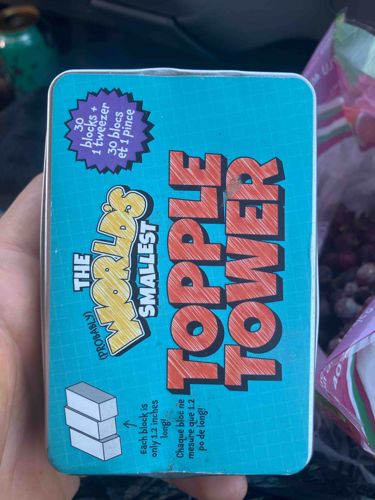 30
blocks +
1 tweezer
30 blocs
et 1 pince
(PROBABLY)
THE
WORLD'S
SMALLEST
TOPPLE
TOWER
Each block is
only 1.2 inches
long!
Chaque bloc ne
mesure que 1.2
po de long!